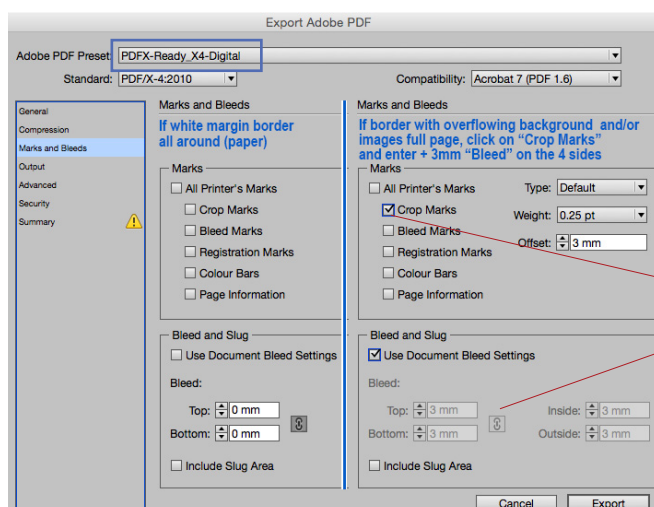 Export Adobe PDF
Adobe PDF Preset: PDFX-Ready_X4-Digital
Standard: PDF/X-4:2010
Compatibility: Acrobat 7 (PDF 1.6)
General
Compression
Marks and Bleeds
Output
Advanced
Security
Summary
Marks and Bleeds
If white margin border
all around (paper)
Marks
All Printer's Marks
Crop Marks
Bleed Marks
Registration Marks
Colour Bars
Page Information
Bleed and Slug
Use Document Bleed Settings
Bleed:
Top: 0 mm
Bottom: 0 mm
Include Slug Area
Marks and Bleeds
If border with overflowing background and/or
images full page, click on “Crop Marks”
and enter + 3mm “Bleed” on the 4 sides
Marks
All Printer's Marks
Type: Default
Crop Marks
Weight: 0.25 pt
Bleed Marks
Offset: 3 mm
Registration Marks
Colour Bars
Page Information
Bleed and Slug
Use Document Bleed Settings
Bleed:
Top: 3 mm
Inside: 3 mm
Bottom: 3 mm
Outside: 3 mm
Include Slug Area
Cancel
Export